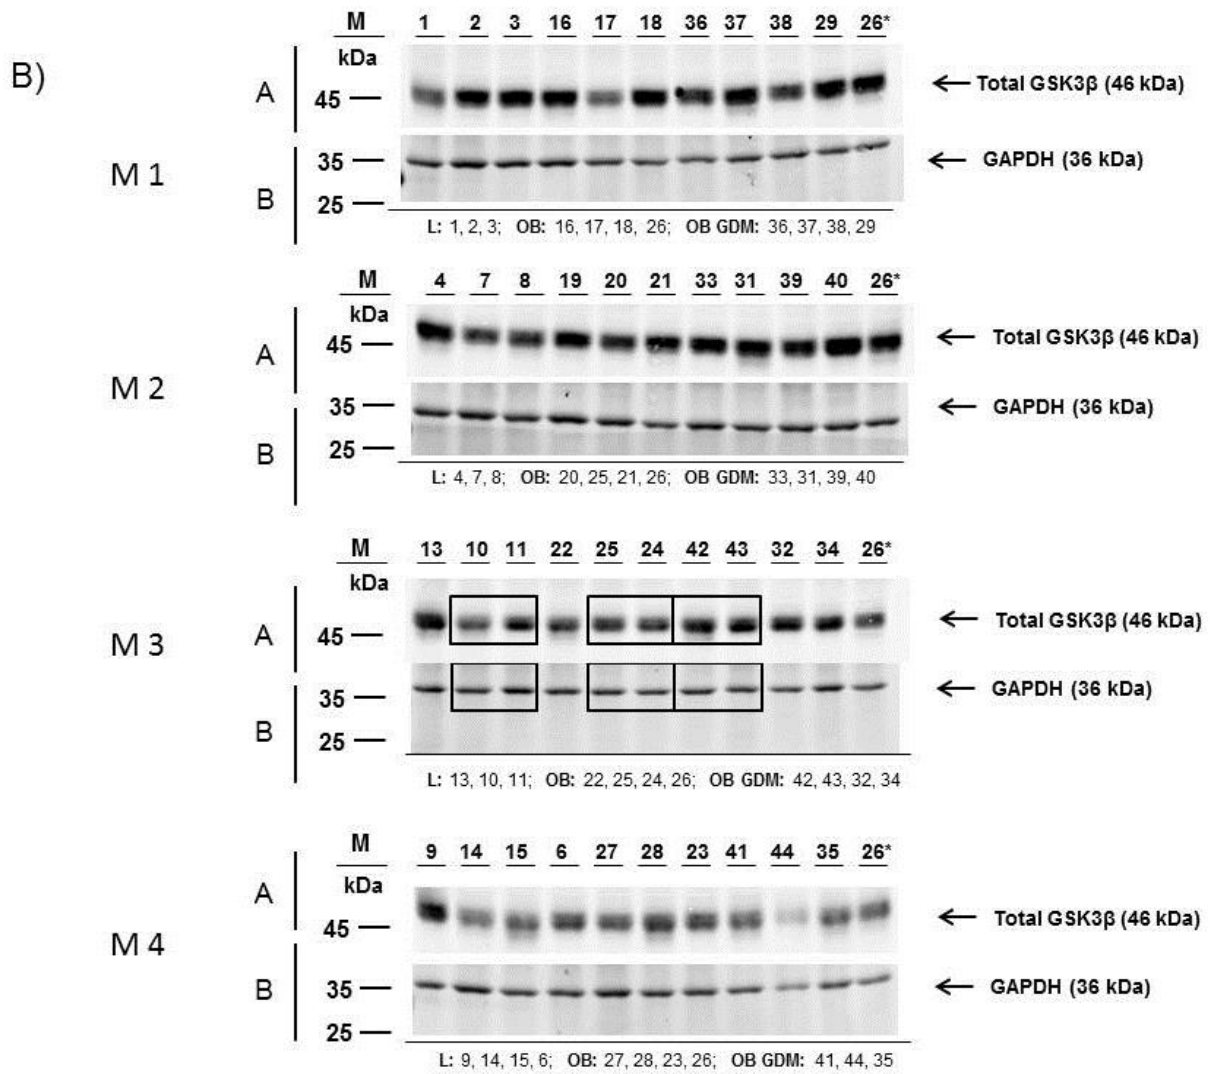 B)
M 1
M 1 2 3 16 17 18 36 37 38 29 26*
kDa
A
45
Total GSK3β (46 kDa)
B
35
GAPDH (36 kDa)
25
L: 1, 2, 3; OB: 16, 17, 18, 26; OB GDM: 36, 37, 38, 29
M 2
M 4 7 8 19 20 21 33 31 39 40 26*
kDa
A
45
Total GSK3β (46 kDa)
B
35
GAPDH (36 kDa)
25
L: 4, 7, 8; OB: 20, 25, 21, 26; OB GDM: 33, 31, 39, 40
M 3
M 13 10 11 22 25 24 42 43 32 34 26*
kDa
A
45
Total GSK3β (46 kDa)
B
35
GAPDH (36 kDa)
25
L: 13, 10, 11; OB: 22, 25, 24, 26; OB GDM: 42, 43, 32, 34
M 4
M 9 14 15 6 27 28 23 41 44 35 26*
kDa
A
45
Total GSK3β (46 kDa)
B
35
GAPDH (36 kDa)
25
L: 9, 14, 15, 6; OB: 27, 28, 23, 26; OB GDM: 41, 44, 35